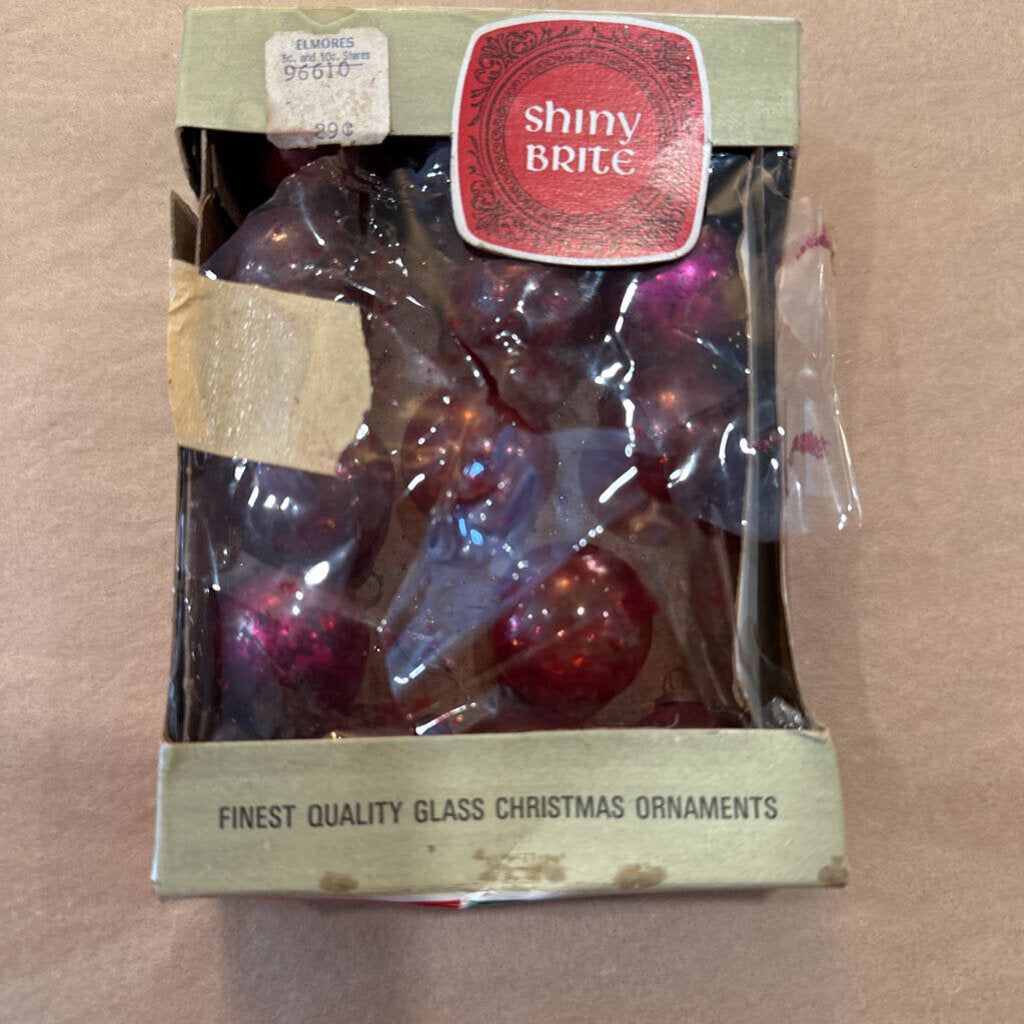 ELMORES
5c. and 10c. Stores
96610
29¢
shiny
BRITE
FINEST QUALITY GLASS CHRISTMAS ORNAMENTS